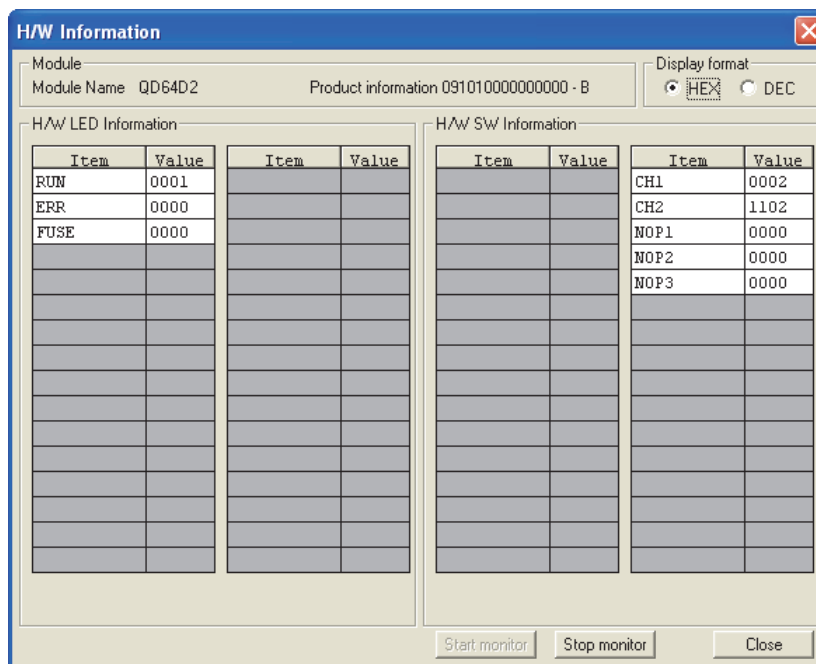 H/W Information
Module
Module Name QD64D2 Product information 091010000000000 - B
Display format
HEX DEC
H/W LED Information
Item Value Item Value
RUN 0001
ERR 0000
FUSE 0000
H/W SW Information
Item Value Item Value
CH1 0002
CH2 1102
NOP1 0000
NOP2 0000
NOP3 0000
Start monitor Stop monitor Close